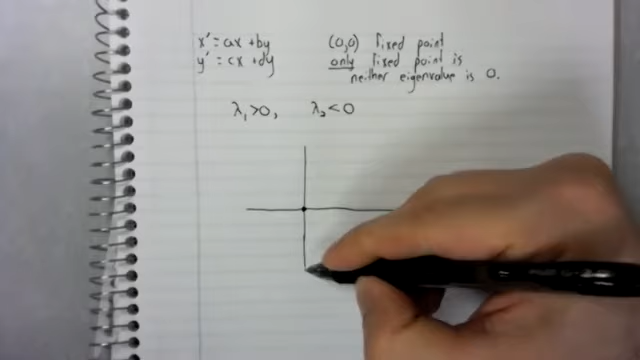 x' = ax + by
y' = cx + dy
(0,0) fixed point
only fixed point is
neither eigenvalue is 0.
λ₁>0, λ₂<0